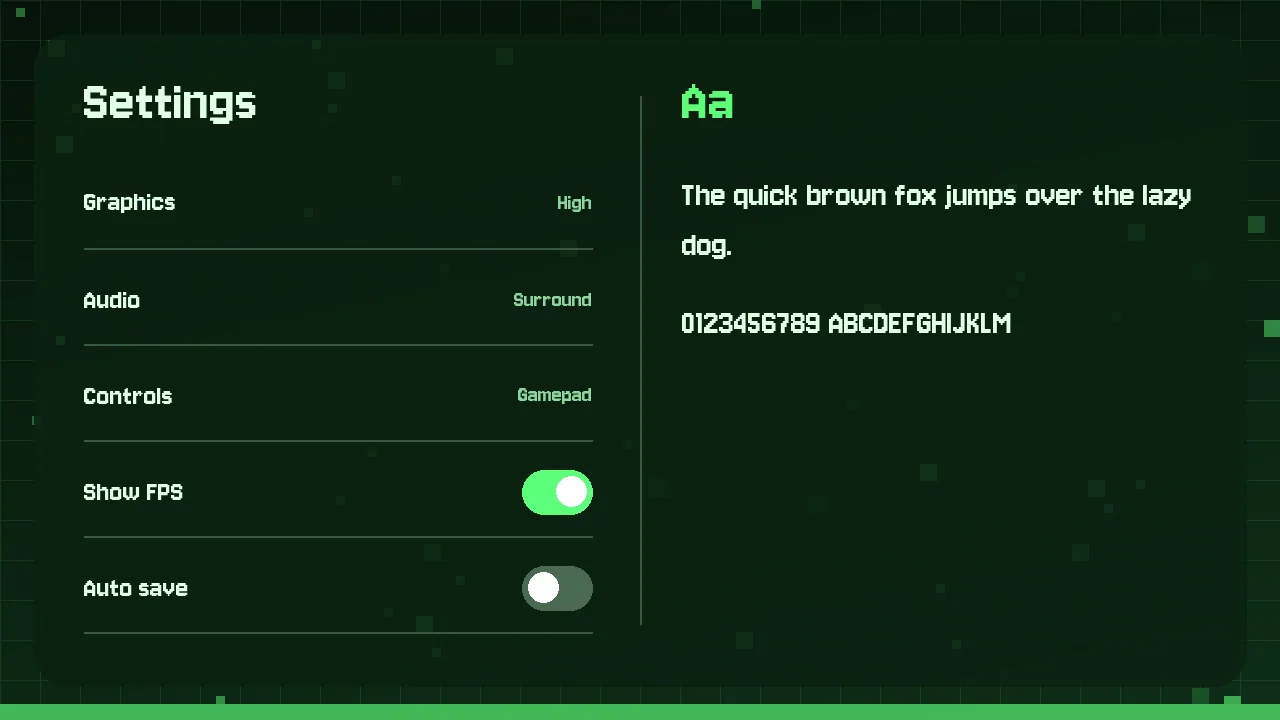 Settings
Graphics
High
Audio
Surround
Controls
Gamepad
Show FPS
Auto save
Aa
The quick brown fox jumps over the lazy
dog.
0123456789 ABCDEFGHIJKLM